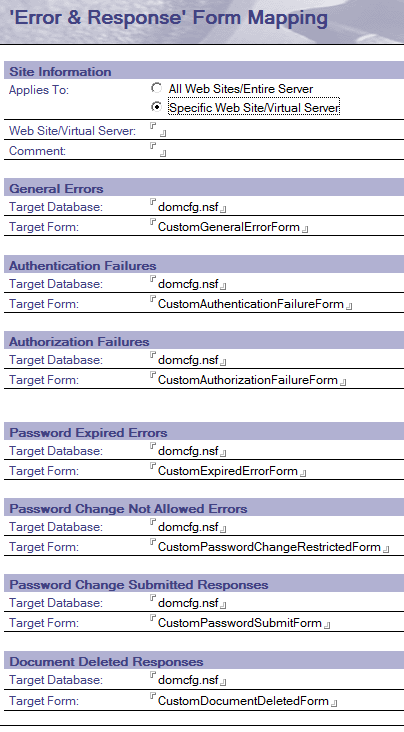 'Error & Response' Form Mapping
Site Information
Applies To: All Web Sites/Entire Server
Specific Web Site/Virtual Server
Web Site/Virtual Server:
Comment:
General Errors
Target Database: domcfg.nsf
Target Form: CustomGeneralErrorForm
Authentication Failures
Target Database: domcfg.nsf
Target Form: CustomAuthenticationFailureForm
Authorization Failures
Target Database: domcfg.nsf
Target Form: CustomAuthorizationFailureForm
Password Expired Errors
Target Database: domcfg.nsf
Target Form: CustomExpiredErrorForm
Password Change Not Allowed Errors
Target Database: domcfg.nsf
Target Form: CustomPasswordChangeRestrictedForm
Password Change Submitted Responses
Target Database: domcfg.nsf
Target Form: CustomPasswordSubmitForm
Document Deleted Responses
Target Database: domcfg.nsf
Target Form: CustomDocumentDeletedForm